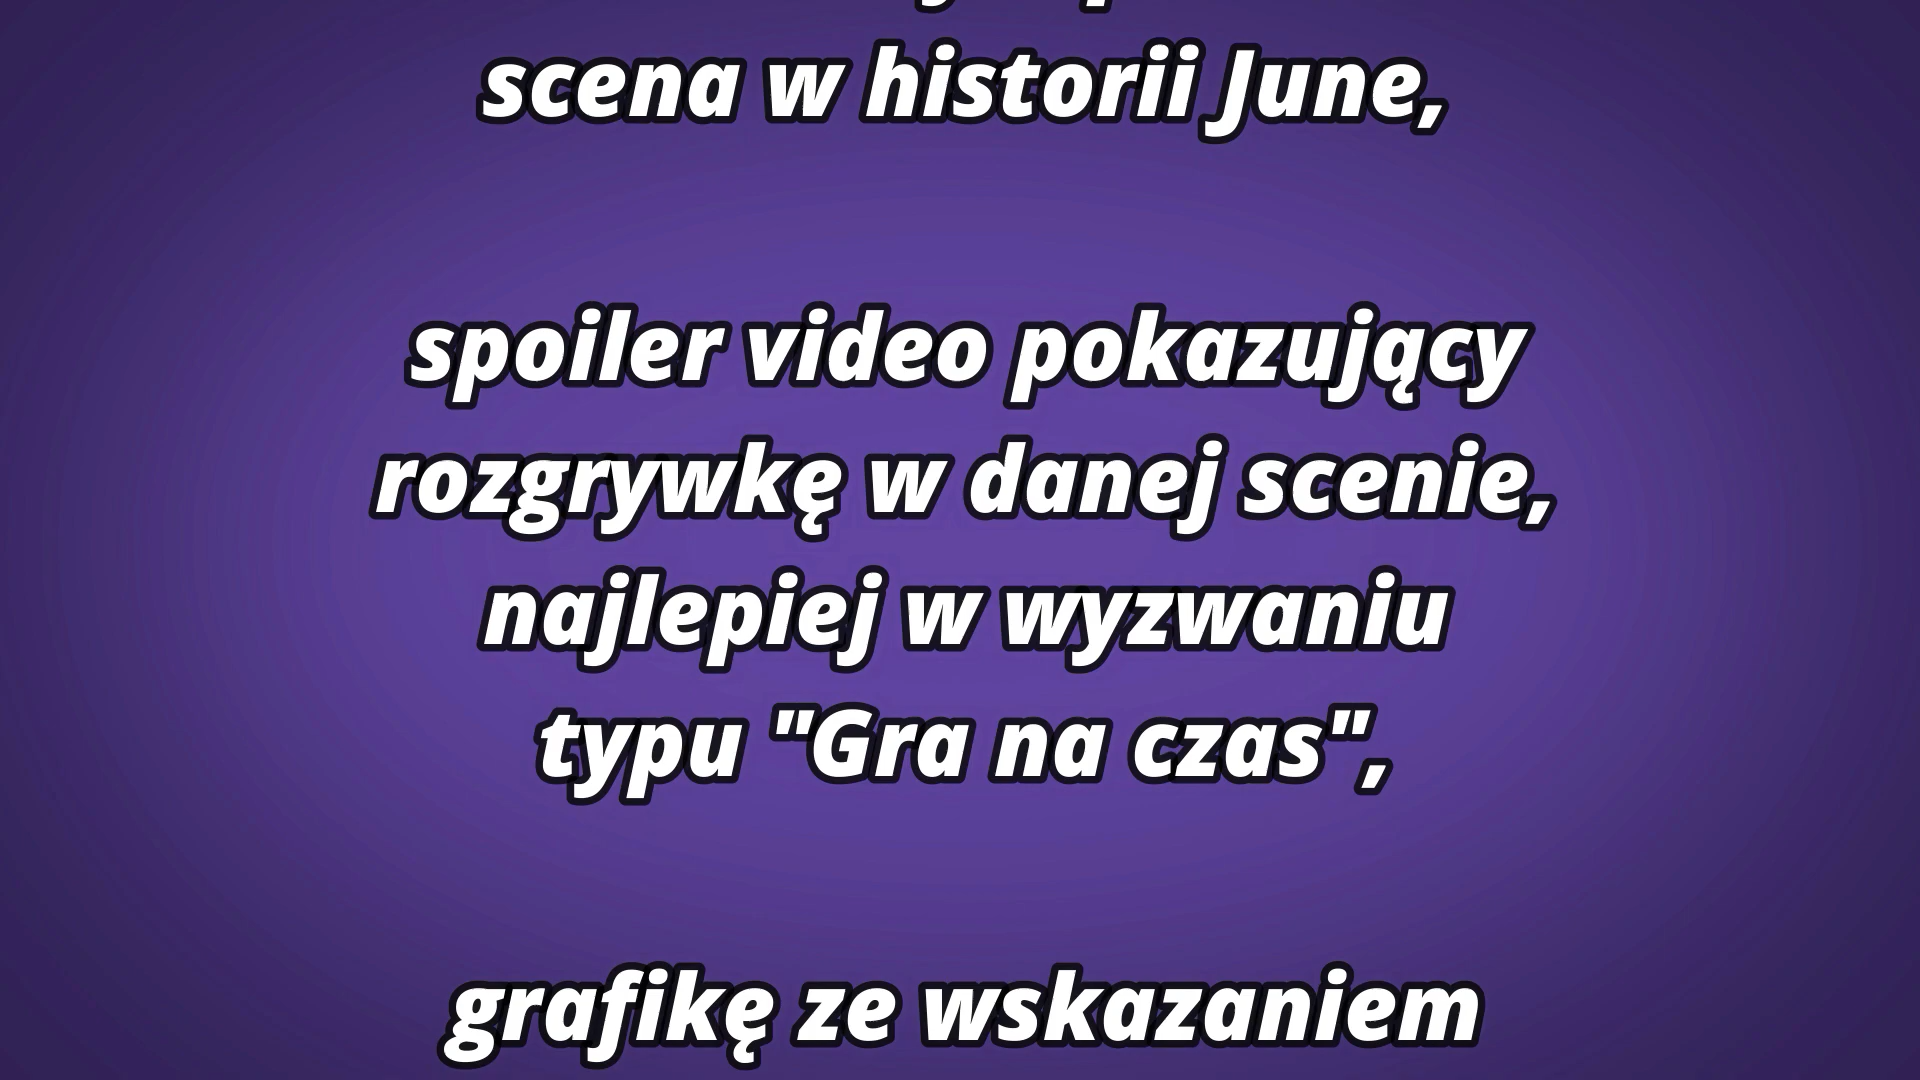 scena w historii June,
spoiler video pokazujący
rozgrywkę w danej scenie,
najlepiej w wyzwaniu
typu "Gra na czas",
grafikę ze wskazaniem